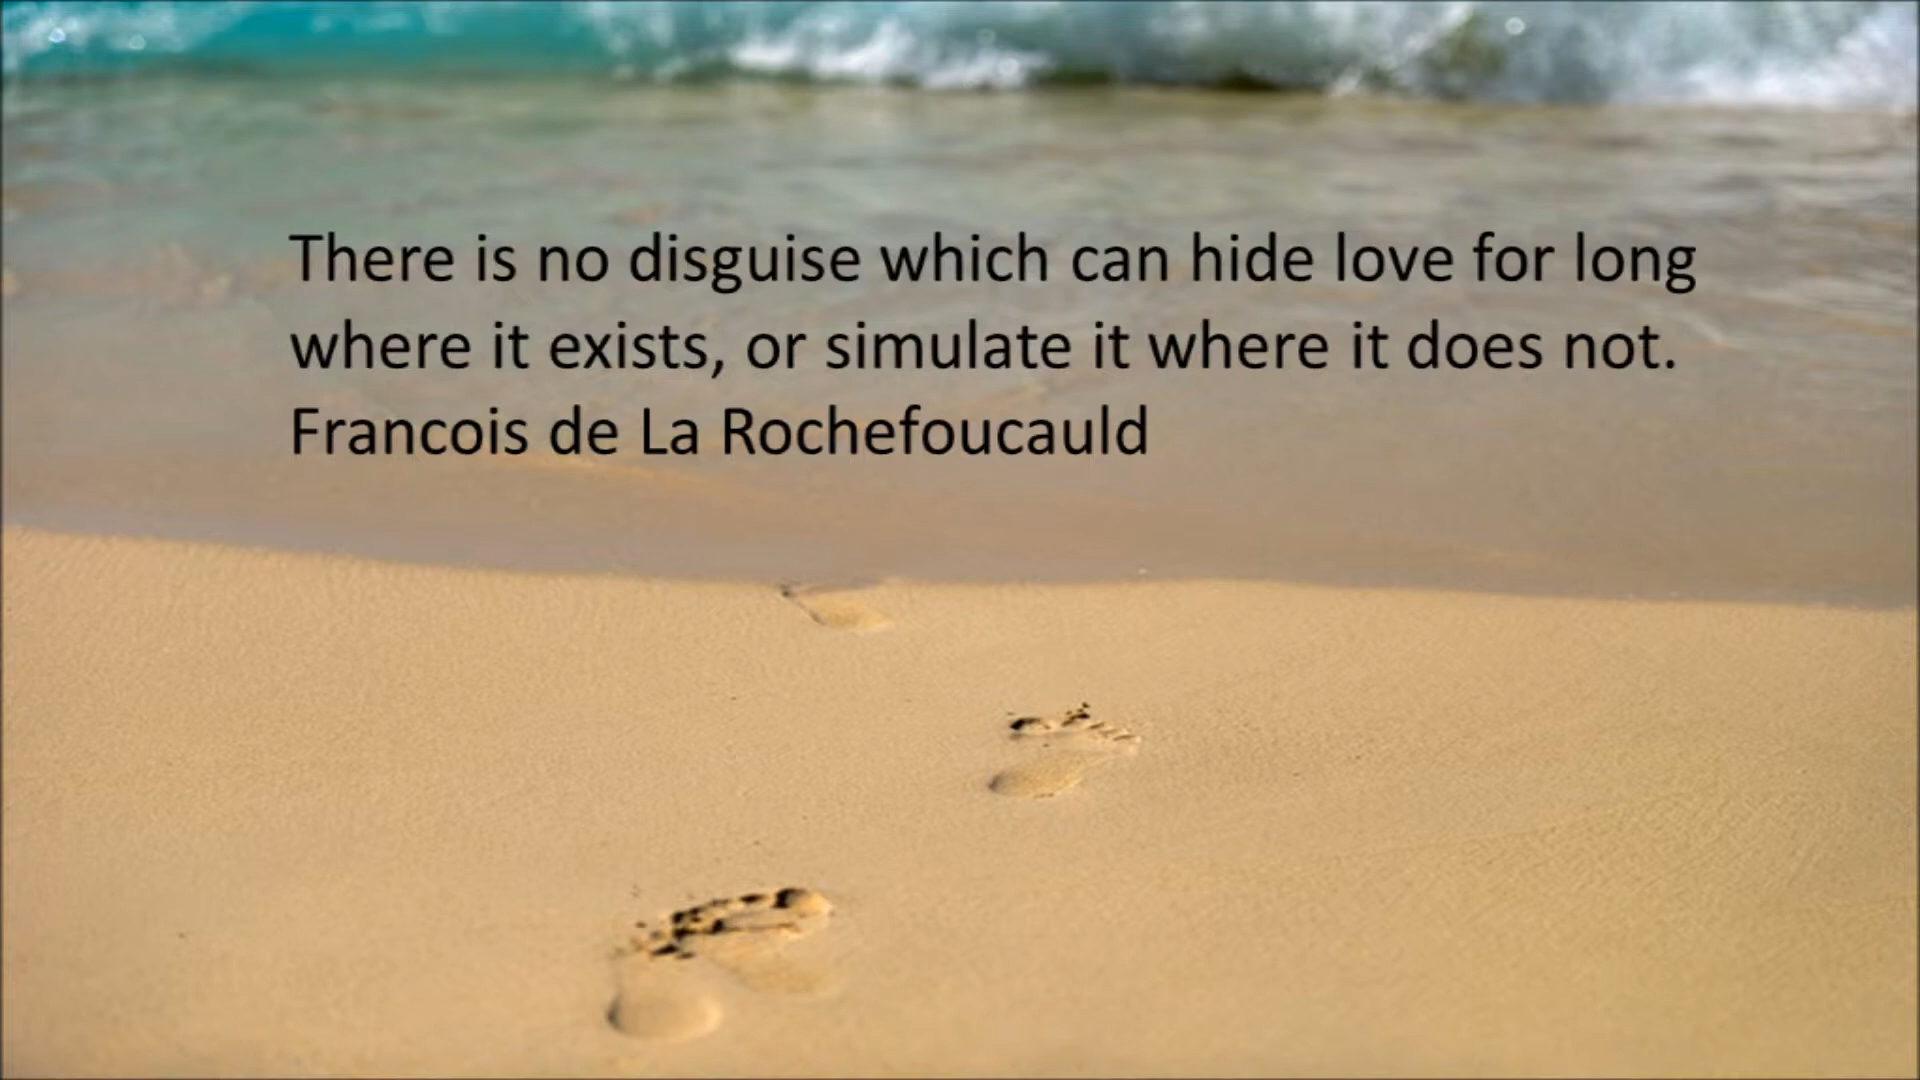 There is no disguise which can hide love for long
where it exists, or simulate it where it does not.
Francois de La Rochefoucauld